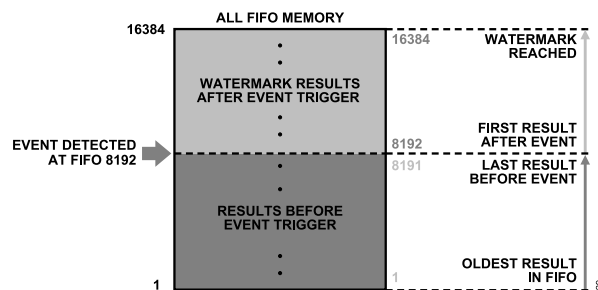 ALL FIFO MEMORY
16384
16384
WATERMARK
REACHED
WATERMARK RESULTS
AFTER EVENT TRIGGER
EVENT DETECTED
AT FIFO 8192
8192
FIRST RESULT
AFTER EVENT
8191
LAST RESULT
BEFORE EVENT
RESULTS BEFORE
EVENT TRIGGER
1
1
OLDEST RESULT
IN FIFO